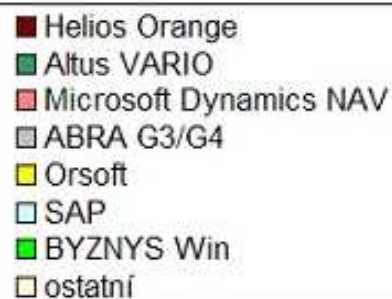 Helios Orange
Altus VARIO
Microsoft Dynamics NAV
ABRA G3/G4
Orsoft
SAP
BYZNYS Win
ostatní